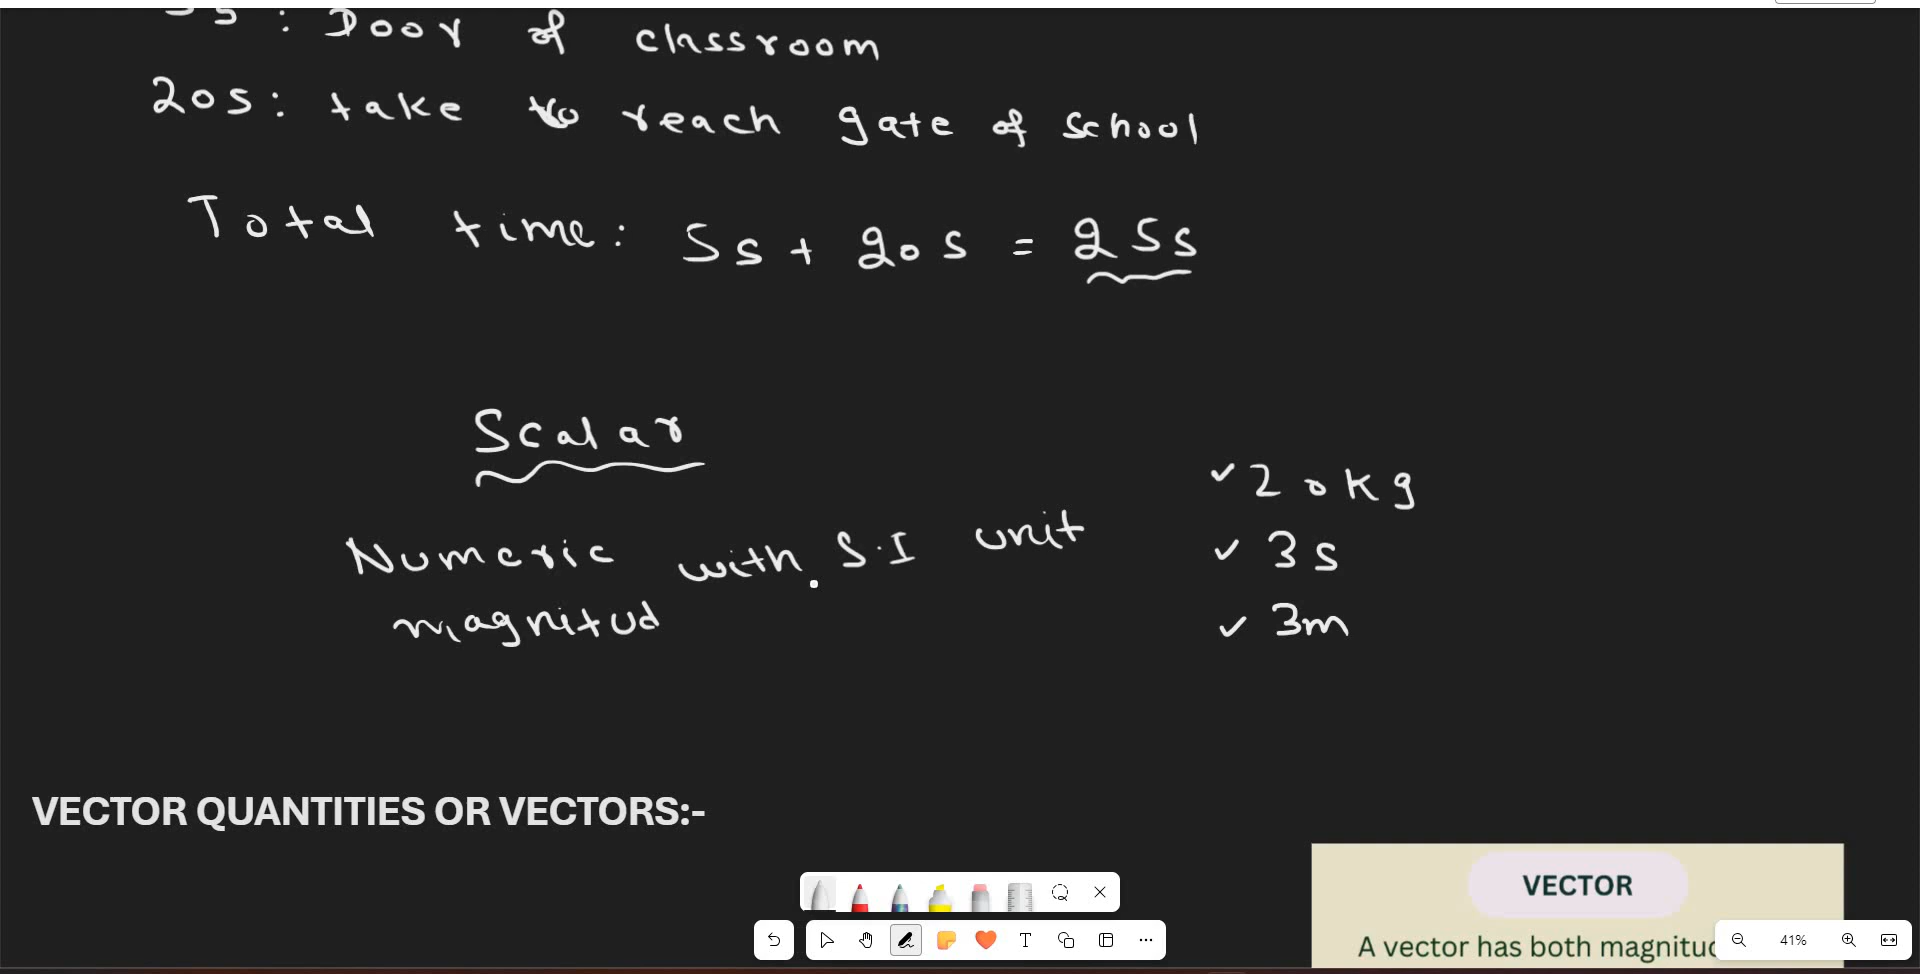 5s : Door of classroom
20s : take to reach gate of school
Total time : 5s + 20s = 25s
Scalar
Numeric with S.I unit
magnitud
✓ 20kg
✓ 3s
✓ 3m
VECTOR QUANTITIES OR VECTORS:-
VECTOR
A vector has both
41%